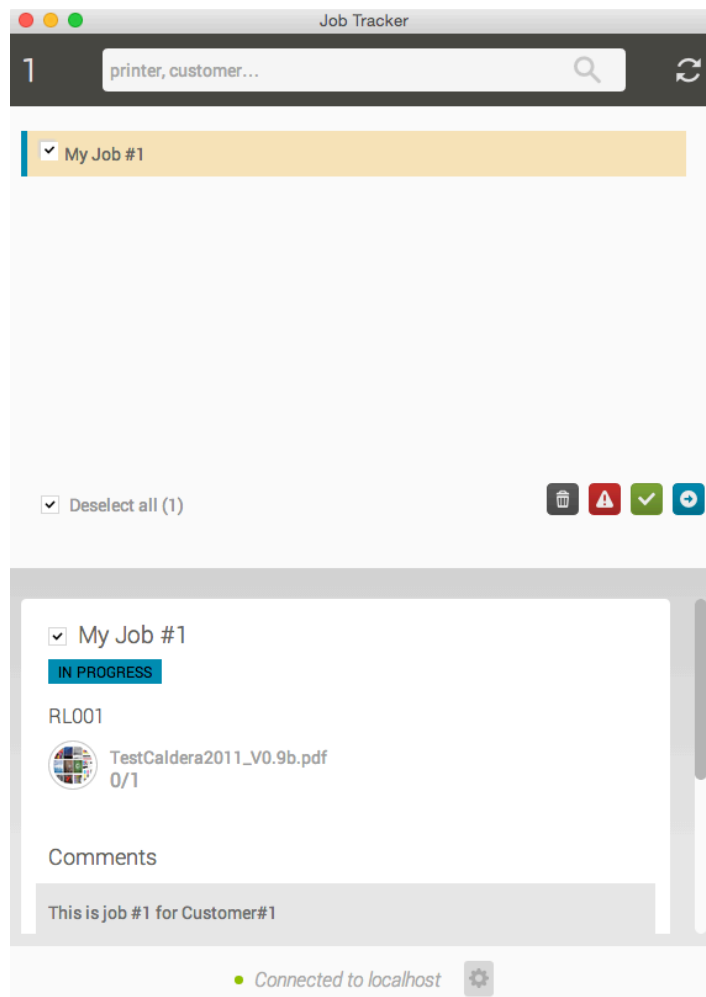 Job Tracker
1
printer, customer...
My Job #1
Deselect all (1)
My Job #1
IN PROGRESS
RL001
TestCaldera2011_V0.9b.pdf
0/1
Comments
This is job #1 for Customer#1
Connected to localhost